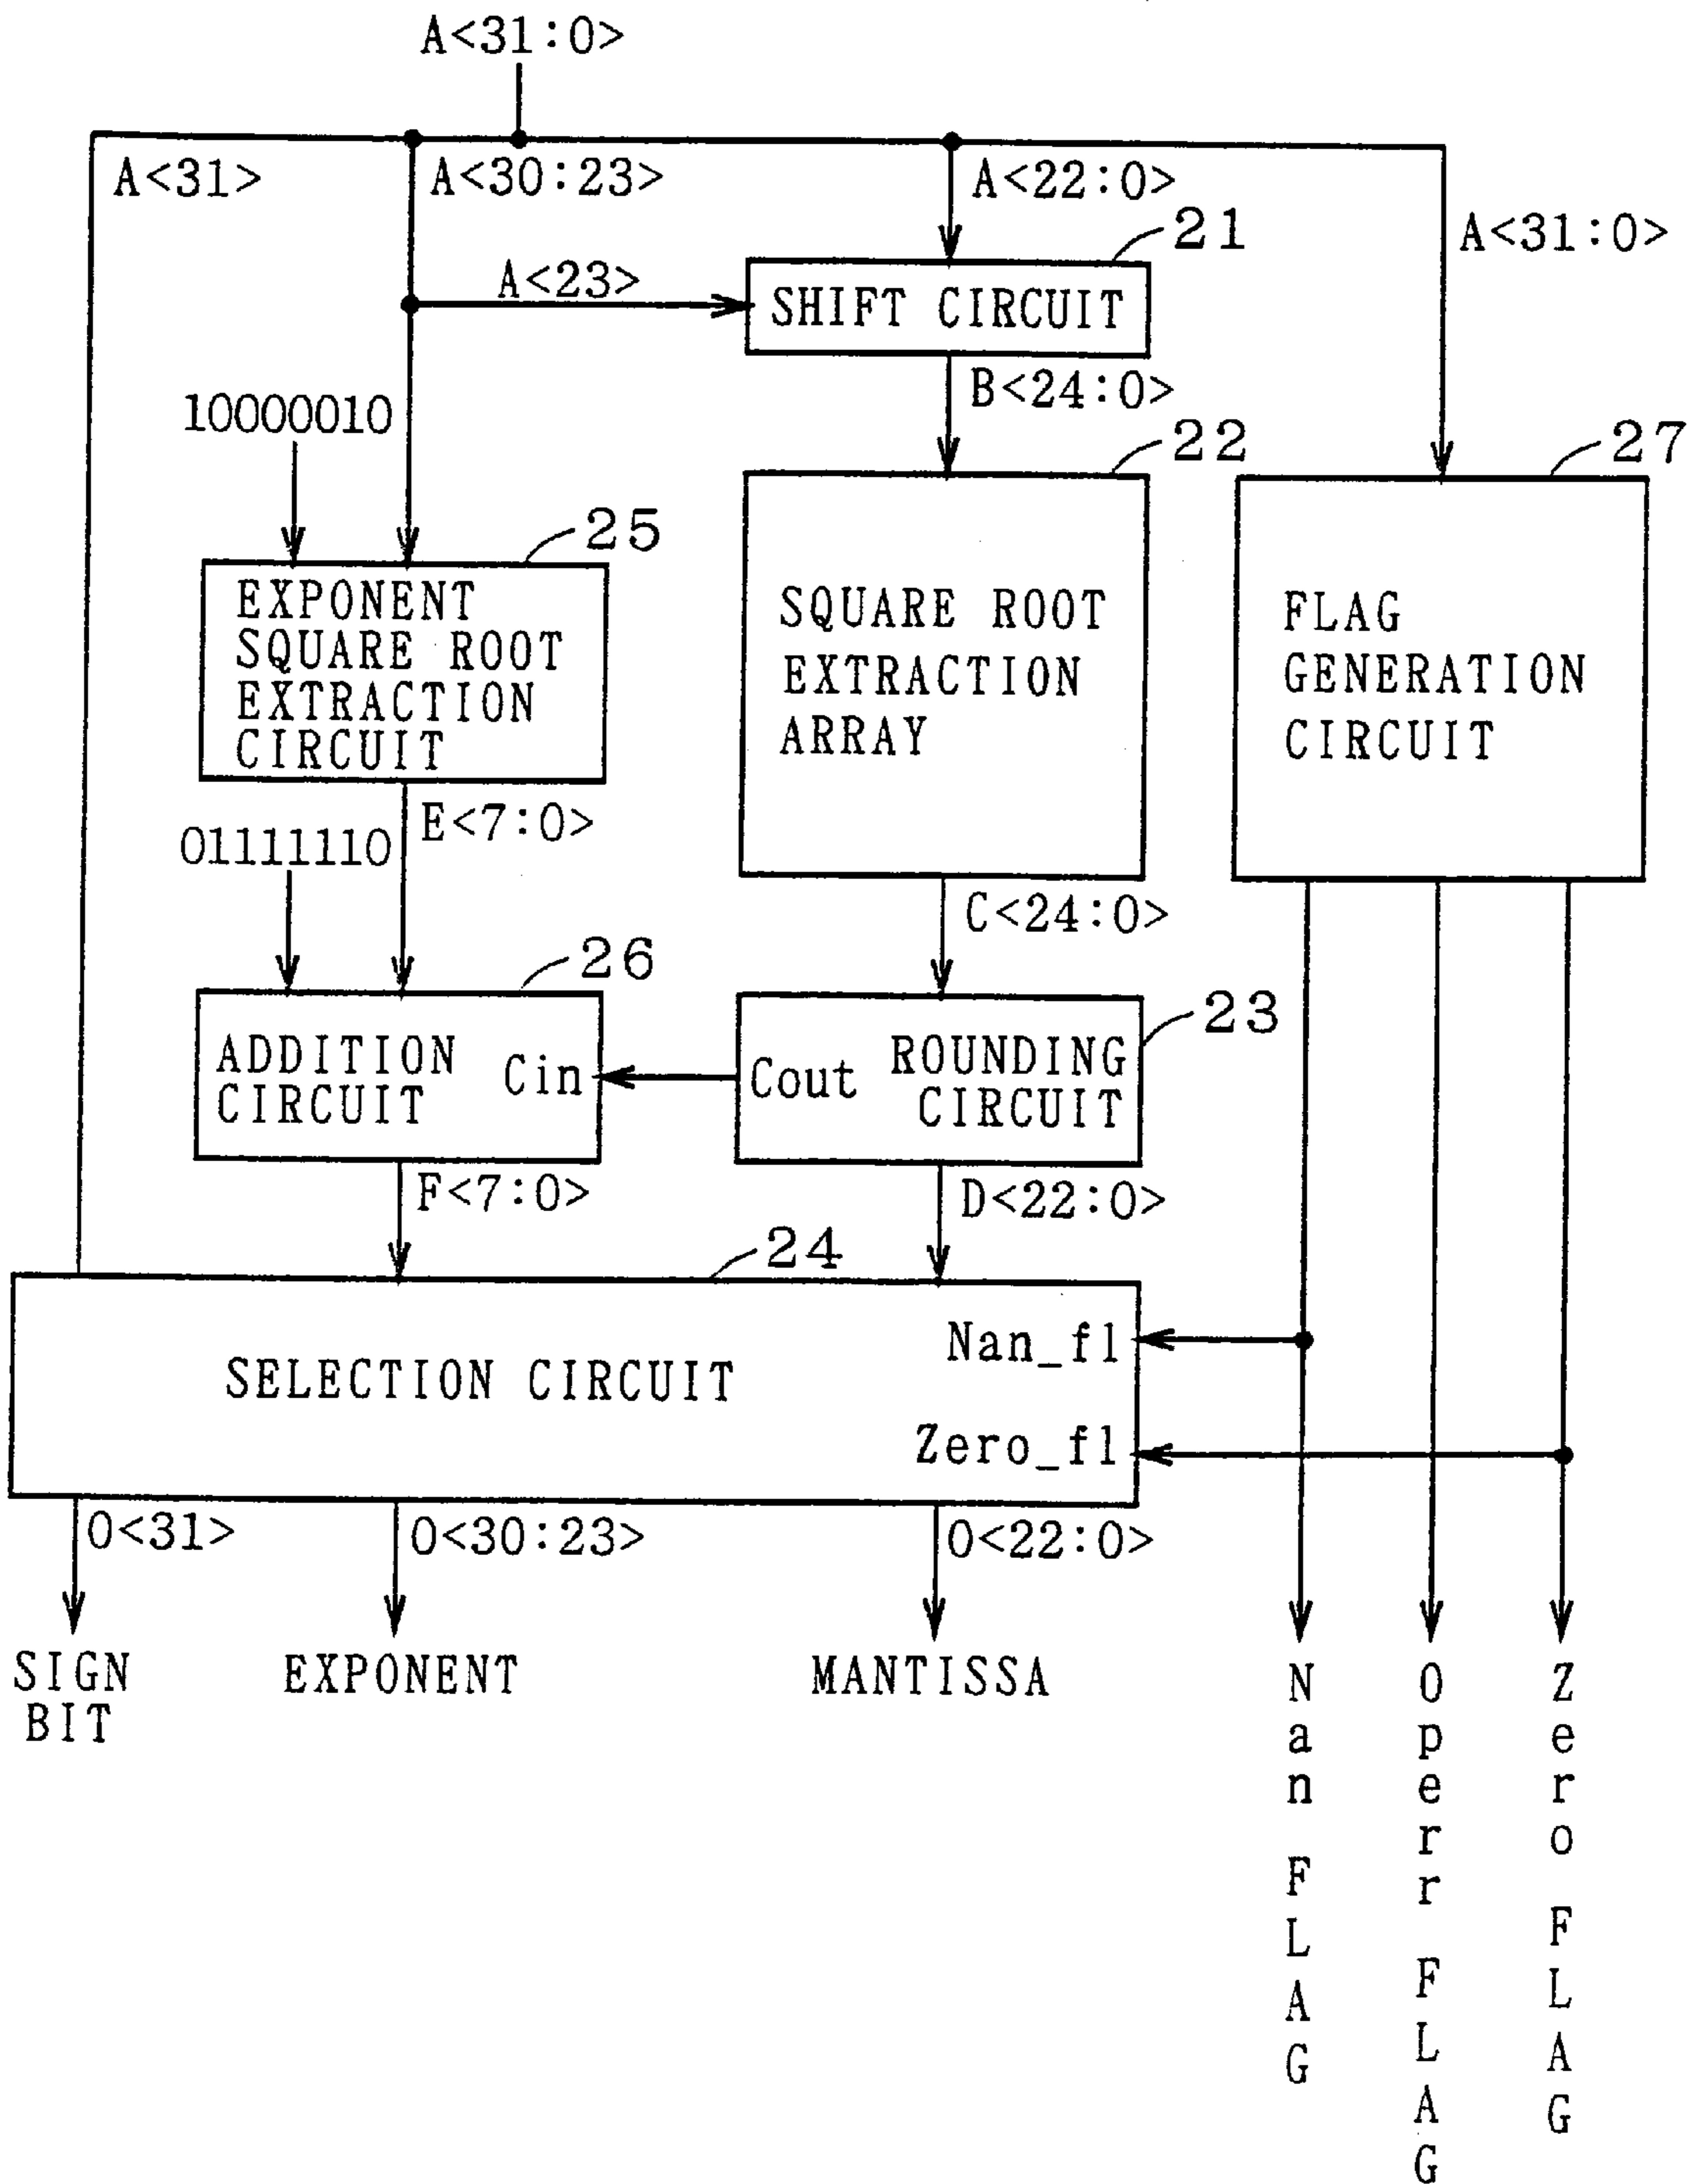 A<31:0>
A<31>
A<30:23>
A<22:0>
A<31:0>
21
A<23>
SHIFT CIRCUIT
B<24:0>
10000010
22
27
25
EXPONENT
SQUARE ROOT
EXTRACTION
CIRCUIT
SQUARE ROOT
EXTRACTION
ARRAY
FLAG
GENERATION
CIRCUIT
E<7:0>
01111110
C<24:0>
26
23
ADDITION
CIRCUIT
Cin
Cout
ROUNDING
CIRCUIT
F<7:0>
D<22:0>
24
SELECTION CIRCUIT
Nan_fl
Zero_fl
O<31>
O<30:23>
O<22:0>
SIGN
BIT
EXPONENT
MANTISSA
Nan FLAG
Operr FLAG
Zero FLAG